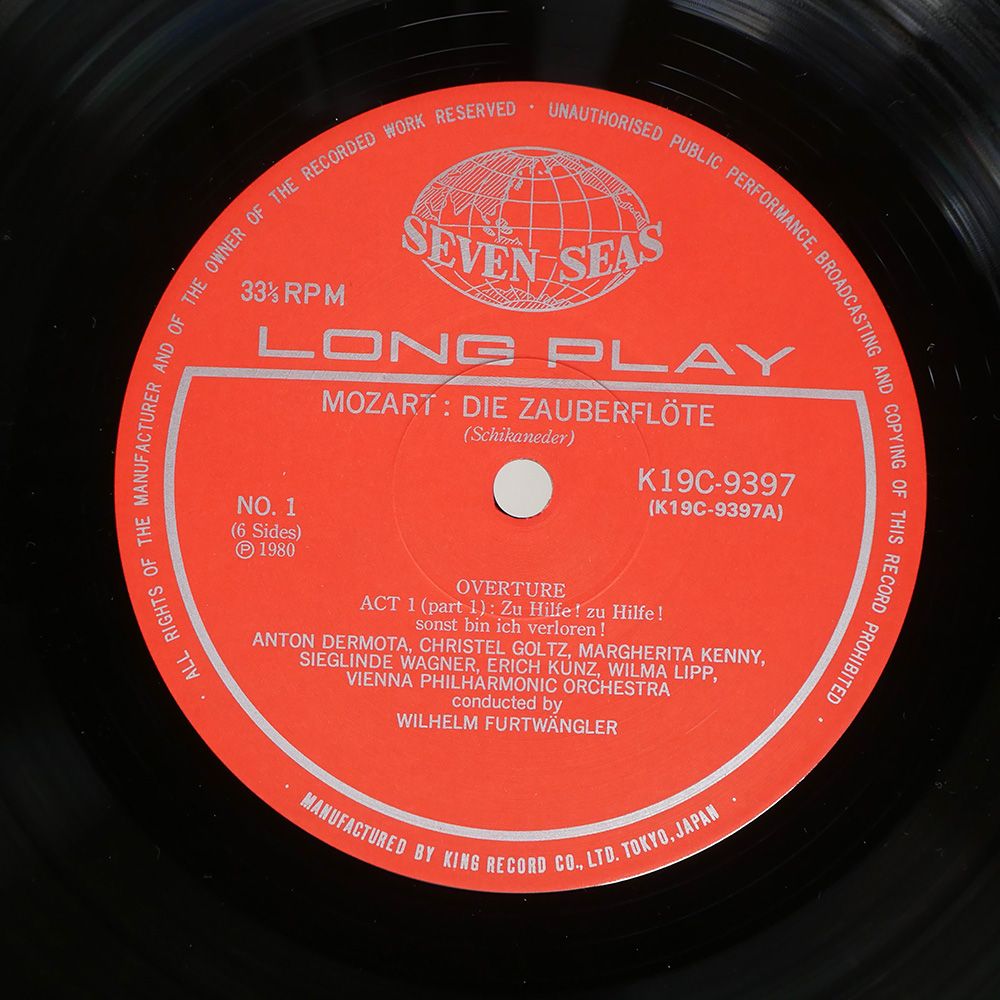 ALL RIGHTS OF THE MANUFACTURER AND OF THE OWNER OF THE RECORDED WORK RESERVED · UNAUTHORISED PUBLIC PERFORMANCE, BROADCASTING AND COPYING OF THIS RECORD PROHIBITED
SEVEN SEAS
33⅓ RPM
LONG PLAY
MOZART : DIE ZAUBERFLÖTE
(Schikaneder)
K19C-9397
(K19C-9397A)
NO. 1
(6 Sides)
Ⓟ 1980
OVERTURE
ACT 1 (part 1) : Zu Hilfe ! zu Hilfe !
sonst bin ich verloren !
ANTON DERMOTA, CHRISTEL GOLTZ, MARGHERITA KENNY,
SIEGLINDE WAGNER, ERICH KUNZ, WILMA LIPP,
VIENNA PHILHARMONIC ORCHESTRA
conducted by
WILHELM FURTWÄNGLER
· MANUFACTURED BY KING RECORD CO., LTD. TOKYO, JAPAN ·